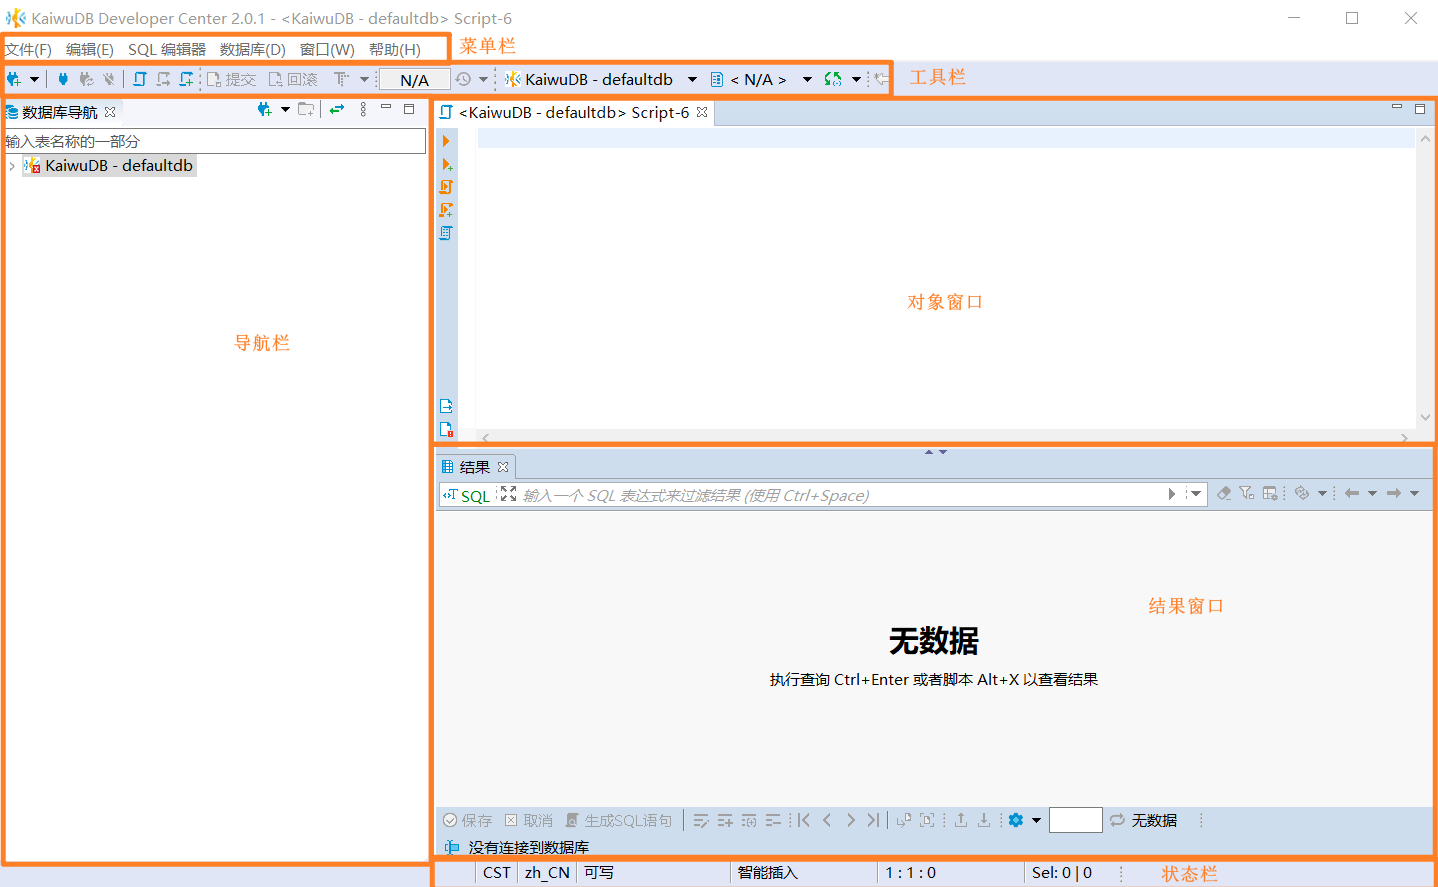 KaiwuDB Developer Center 2.0.1 - <KaiwuDB - defaultdb> Script-6
文件(F) 编辑(E) SQL 编辑器 数据库(D) 窗口(W) 帮助(H) 菜单栏
提交 回滚 N/A KaiwuDB - defaultdb < N/A > 工具栏
数据库导航
输入表名称的一部分
KaiwuDB - defaultdb
导航栏
<KaiwuDB - defaultdb> Script-6
对象窗口
结果
SQL 输入一个 SQL 表达式来过滤结果 (使用 Ctrl+Space)
结果窗口
无数据
执行查询 Ctrl+Enter 或者脚本 Alt+X 以查看结果
保存 取消 生成SQL语句 无数据
没有连接到数据库
CST zh_CN 可写 智能插入 1 : 1 : 0 Sel: 0 | 0 状态栏